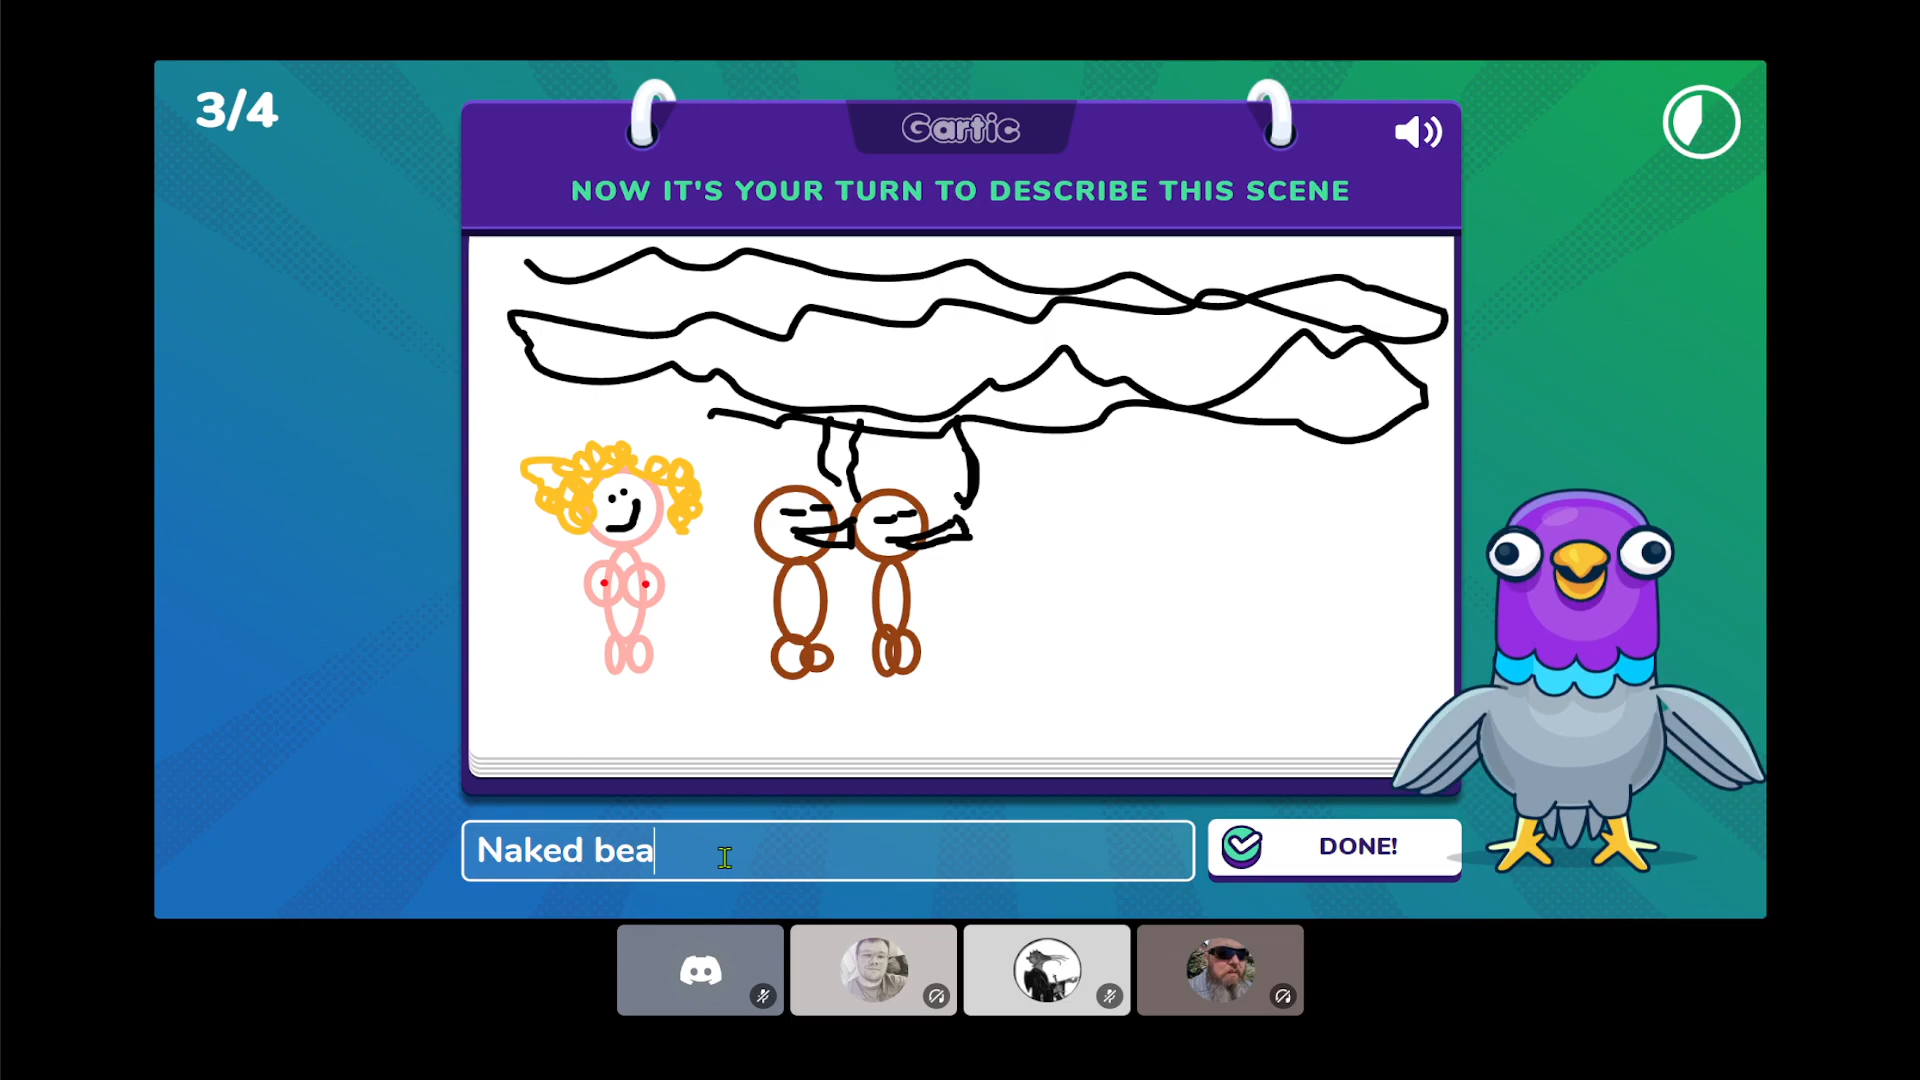 3/4
Gartic
NOW IT'S YOUR TURN TO DESCRIBE THIS SCENE
Naked bea
DONE!